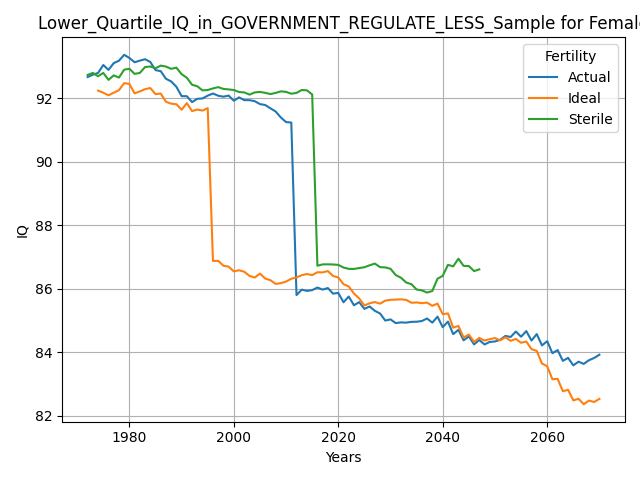 Lower_Quartile_IQ_in_GOVERNMENT_REGULATE_LESS_Sample for Female
Fertility
Actual
Ideal
Sterile
92
90
88
86
84
82
IQ
1980
2000
2020
2040
2060
Years